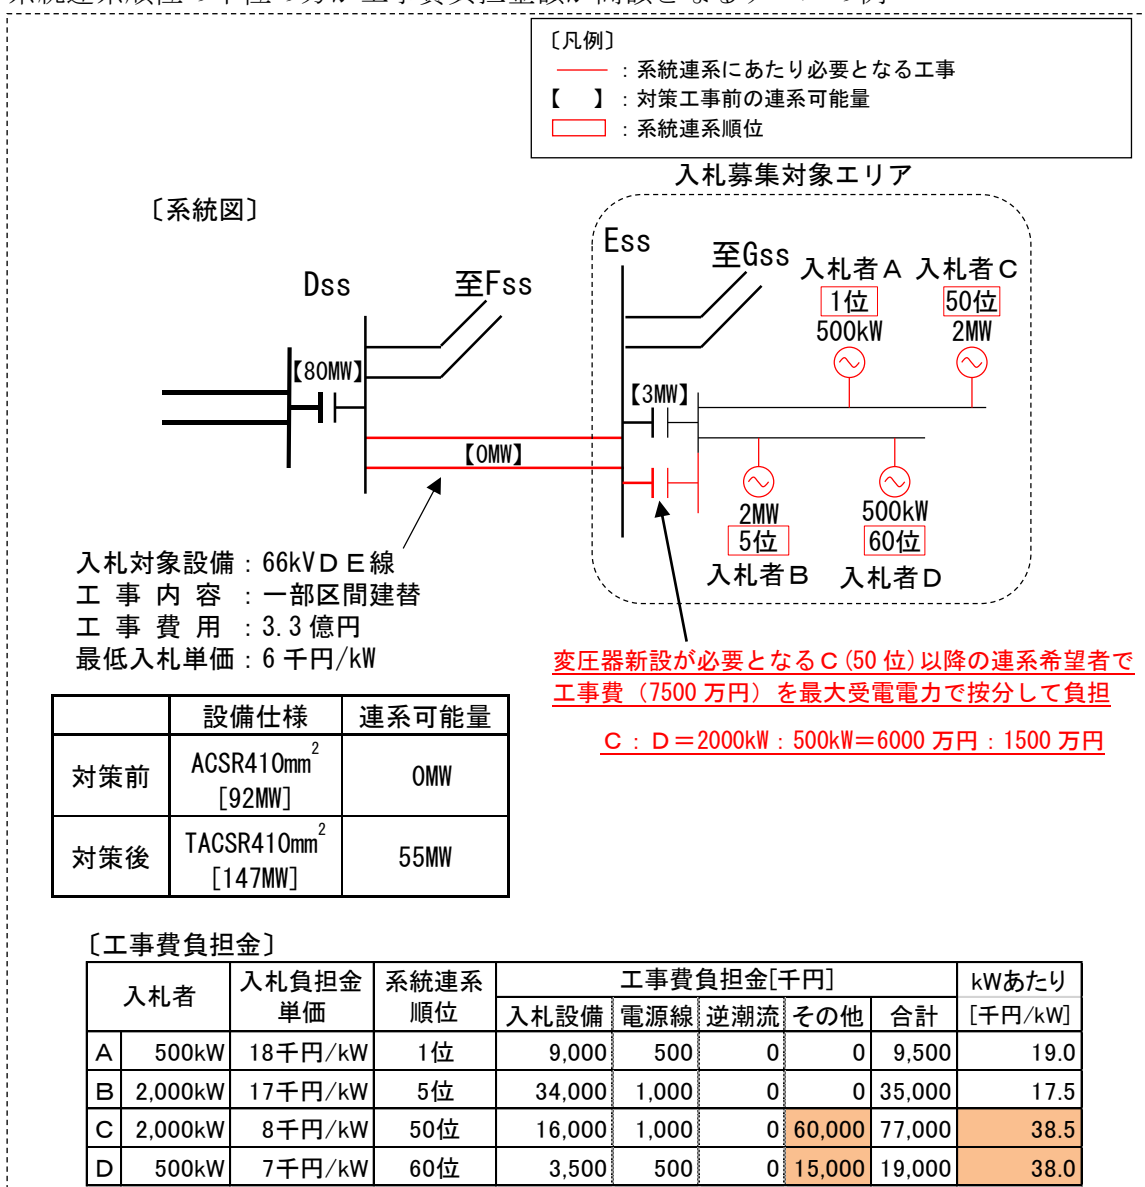 〔凡例〕
：系統連系にあたり必要となる工事
【　】：対策工事前の連系可能量
：系統連系順位
入札募集対象エリア
〔系統図〕
Ess
至Gss
入札者A 入札者C
Dss
至Fss
1位
50位
500kW
2MW
【80MW】
【3MW】
【0MW】
2MW
500kW
5位
60位
入札者B 入札者D
入札対象設備：66kVDE線
工事内容：一部区間建替
工事費用：3.3億円
最低入札単価：6千円/kW
変圧器新設が必要となるC(50位)以降の連系希望者で
工事費（7500万円）を最大受電電力で按分して負担
C：D＝2000kW：500kW＝6000万円：1500万円
設備仕様 連系可能量
対策前 ACSR410mm² [92MW] 0MW
対策後 TACSR410mm² [147MW] 55MW
〔工事費負担金〕
入札者 入札負担金単価 系統連系順位 工事費負担金[千円] kWあたり[千円/kW]
入札設備 電源線 逆潮流 その他 合計
A 500kW 18千円/kW 1位 9,000 500 0 0 9,500 19.0
B 2,000kW 17千円/kW 5位 34,000 1,000 0 0 35,000 17.5
C 2,000kW 8千円/kW 50位 16,000 1,000 0 60,000 77,000 38.5
D 500kW 7千円/kW 60位 3,500 500 0 15,000 19,000 38.0